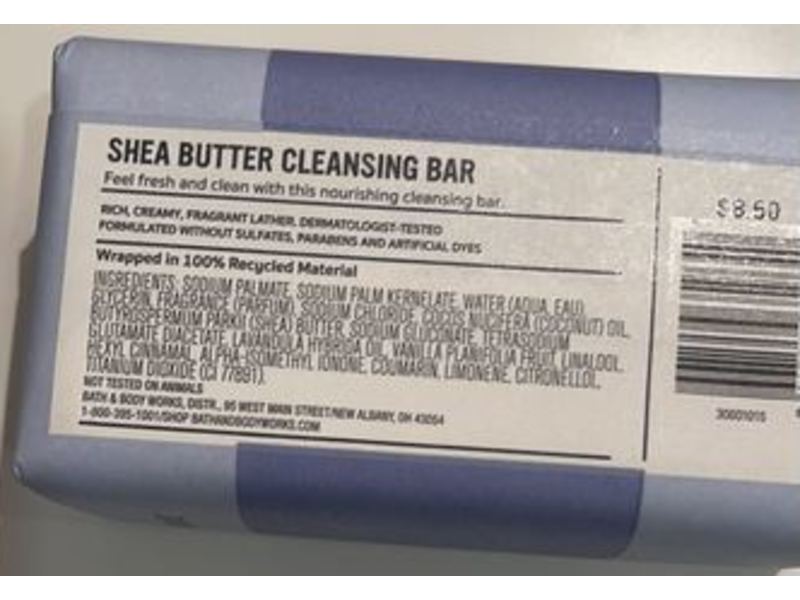 SHEA BUTTER CLEANSING BAR
Feel fresh and clean with this nourishing cleansing bar.
RICH, CREAMY, FRAGRANT LATHER. DERMATOLOGIST-TESTED
FORMULATED WITHOUT SULFATES, PARABENS AND ARTIFICIAL DYES
Wrapped in 100% Recycled Material
INGREDIENTS: SODIUM PALMATE, SODIUM PALM KERNELATE, WATER (AQUA, EAU),
GLYCERIN, FRAGRANCE (PARFUM), SODIUM CHLORIDE, COCOS NUCIFERA (COCONUT) OIL,
BUTYROSPERMUM PARKII (SHEA) BUTTER, SODIUM GLUCONATE, TETRASODIUM
GLUTAMATE DIACETATE, LAVANDULA HYBRIDA OIL, VANILLA PLANIFOLIA FRUIT, LINALOOL,
HEXYL CINNAMAL, ALPHA-ISOMETHYL IONONE, COUMARIN, LIMONENE, CITRONELLOL,
TITANIUM DIOXIDE (CI 77891).
NOT TESTED ON ANIMALS
BATH & BODY WORKS, DISTR., 95 WEST MAIN STREET/NEW ALBANY, OH 43054
1-800-395-1001/SHOP BATHANDBODYWORKS.COM
$8.50
30001015